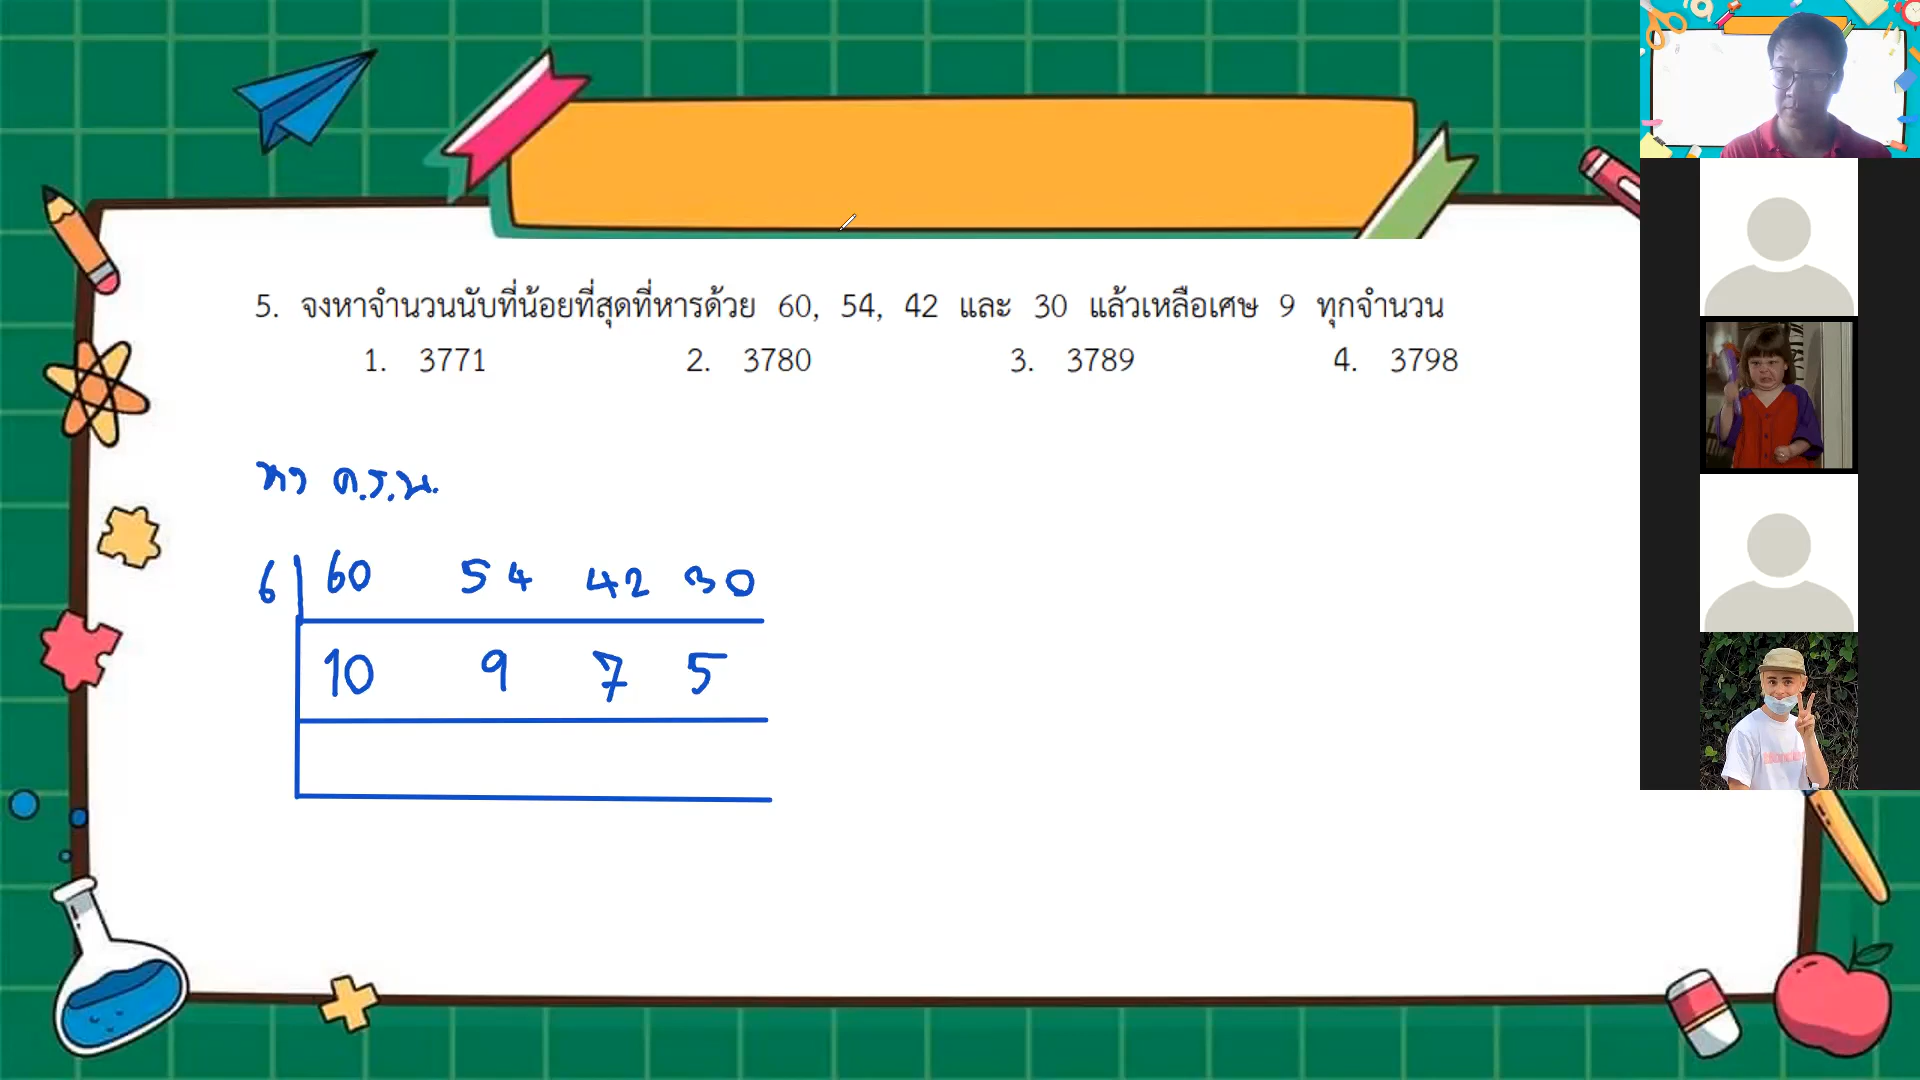 5. จงหาจำนวนนับที่น้อยที่สุดที่หารด้วย 60, 54, 42 และ 30 แล้วเหลือเศษ 9 ทุกจำนวน
1. 3771 2. 3780 3. 3789 4. 3798
หา ค.ร.น.
6 60 54 42 30
10 9 7 5